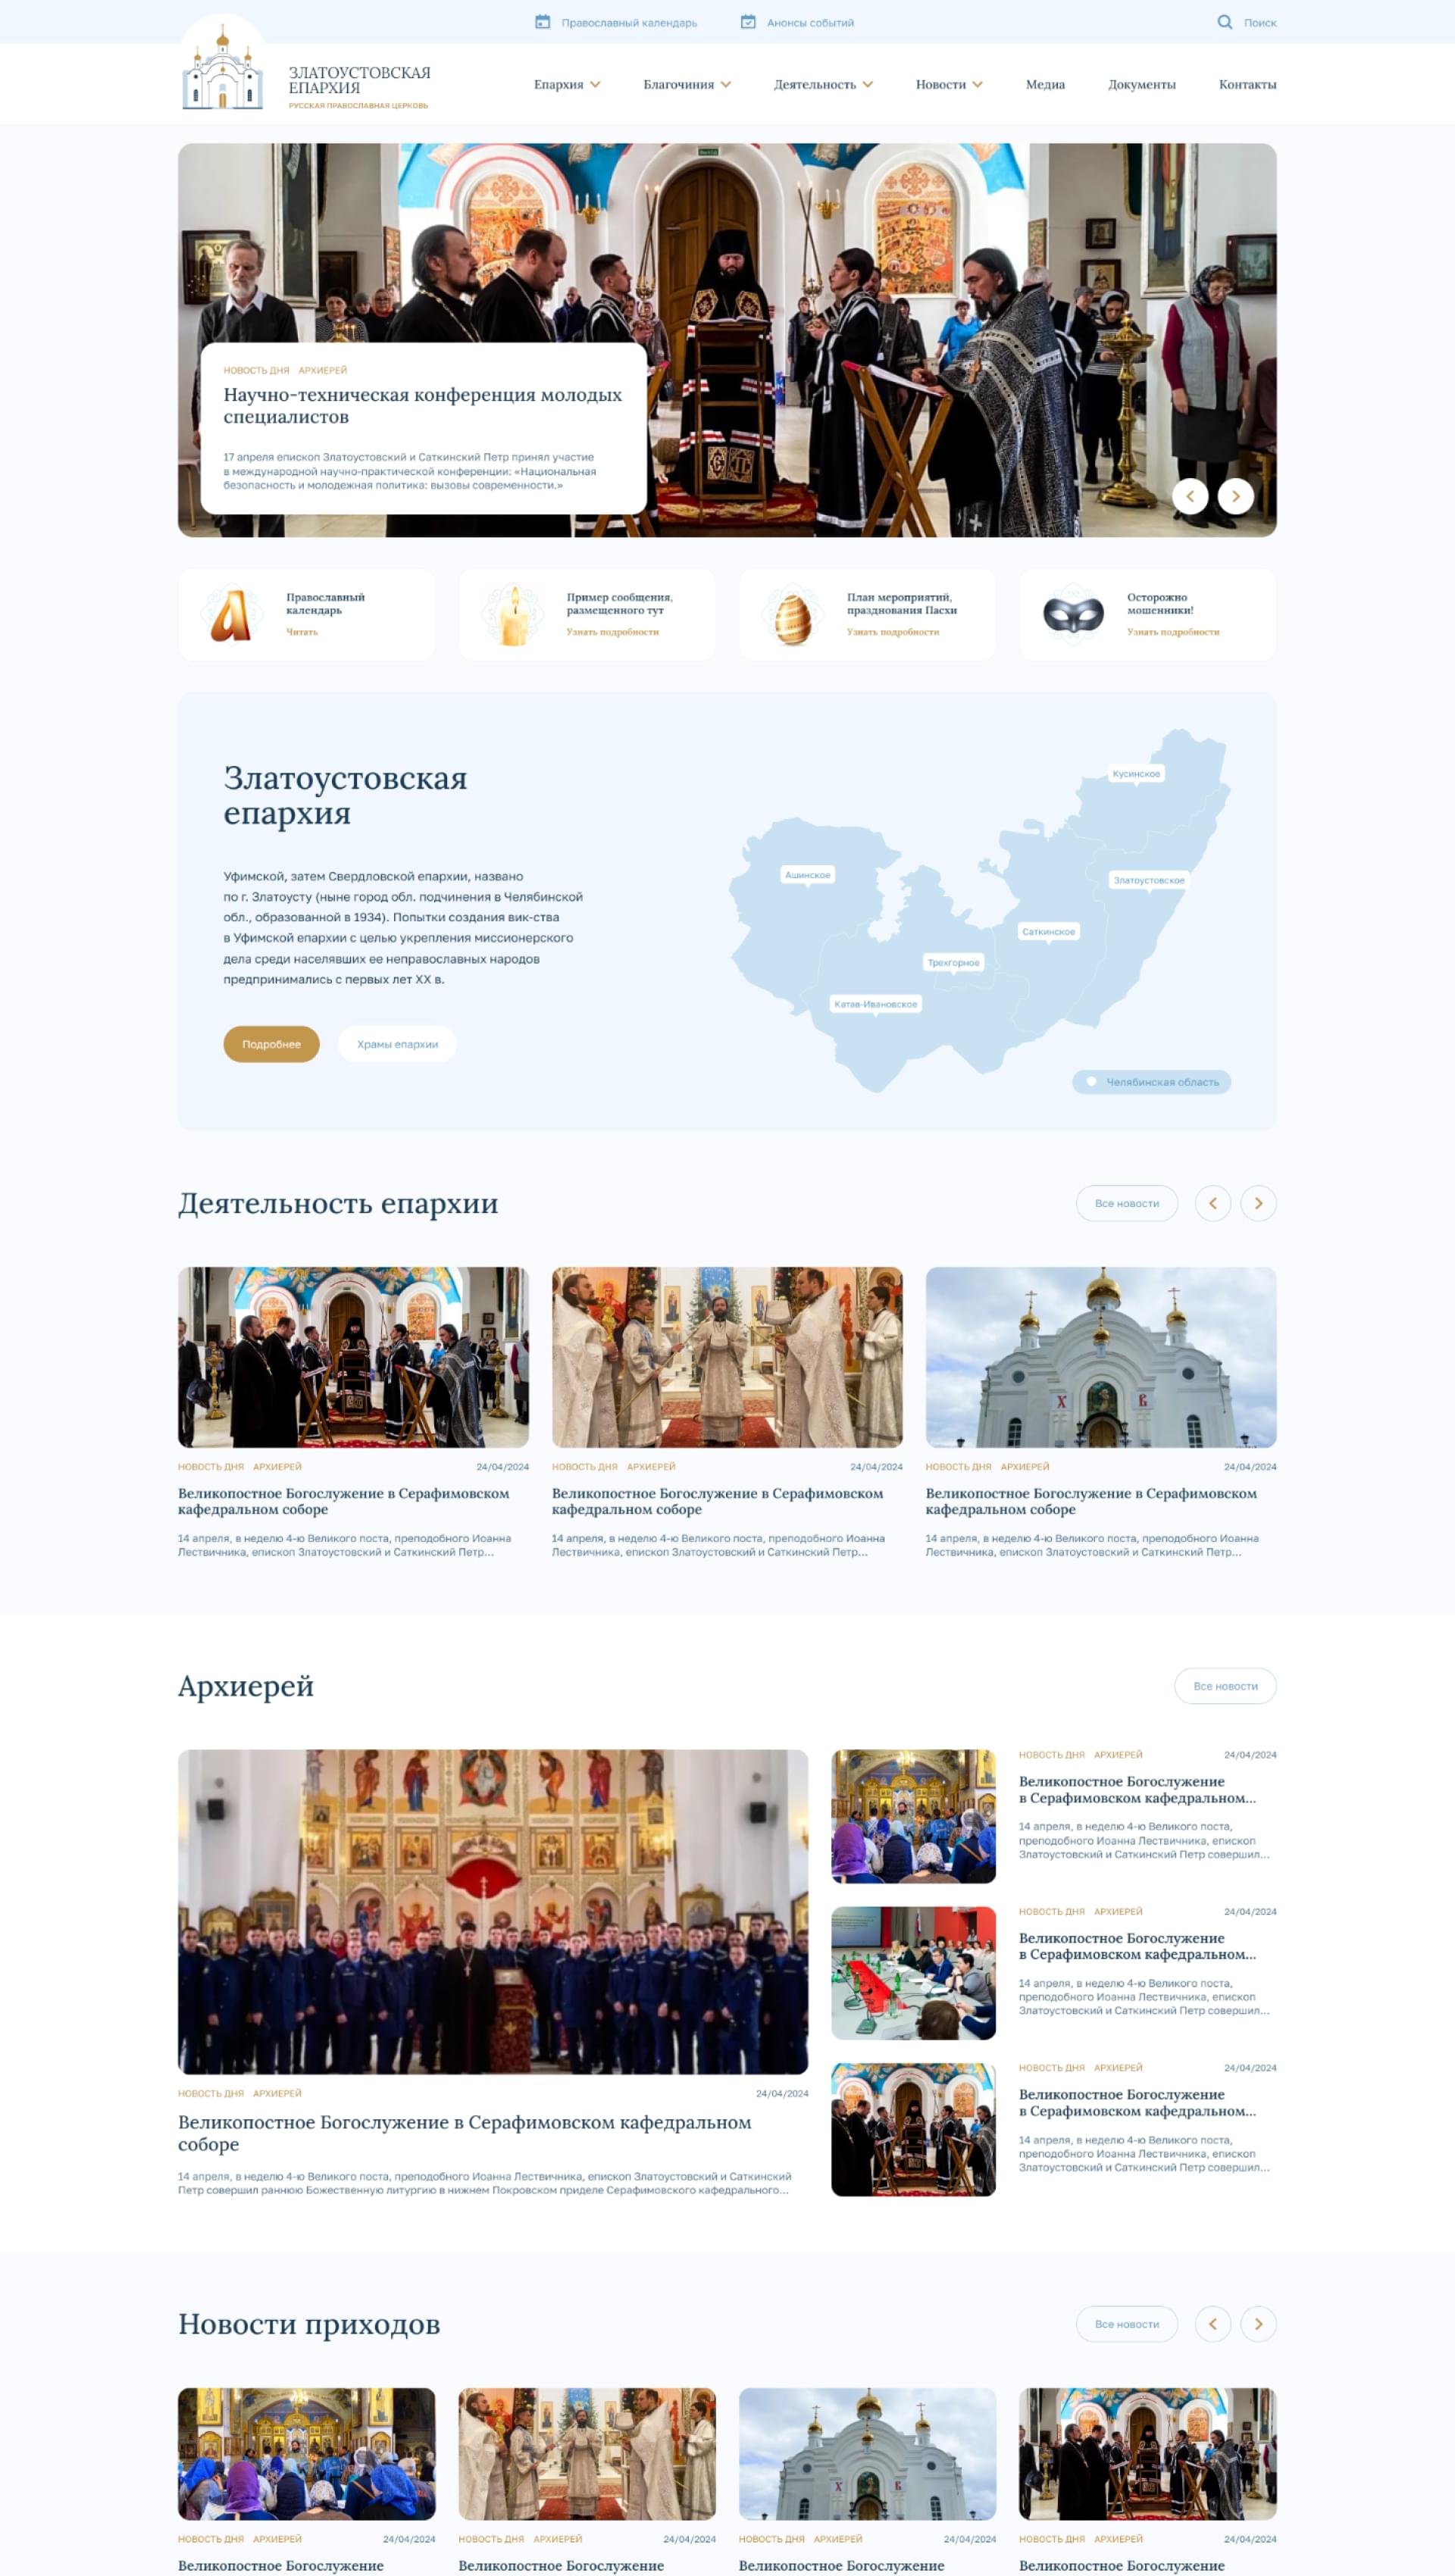 Православный календарь
Анонсы событий
Поиск
ЗЛАТОУСТОВСКАЯ
ЕПАРХИЯ
РУССКАЯ ПРАВОСЛАВНАЯ ЦЕРКОВЬ
Епархия
Благочиния
Деятельность
Новости
Медиа
Документы
Контакты
НОВОСТЬ ДНЯ АРХИЕРЕЙ
Научно-техническая конференция молодых
специалистов
17 апреля епископ Златоустовский и Саткинский Петр принял участие
в международной научно-практической конференции: «Национальная
безопасность и молодежная политика: вызовы современности.»
Православный
календарь
Читать
Пример сообщения,
размещенного тут
Узнать подробности
План мероприятий,
празднования Пасхи
Узнать подробности
Осторожно
мошенники!
Узнать подробности
Златоустовская
епархия
Уфимской, затем Свердловской епархии, названо
по г. Златоусту (ныне город обл. подчинения в Челябинской
обл., образованной в 1934). Попытки создания вик-ства
в Уфимской епархии с целью укрепления миссионерского
дела среди населявших ее неправославных народов
предпринимались с первых лет XX в.
Подробнее
Храмы епархии
Кусинское
Ашинское
Златоустовское
Саткинское
Трехгорное
Катав-Ивановское
Челябинская область
Деятельность епархии
Все новости
НОВОСТЬ ДНЯ АРХИЕРЕЙ 24/04/2024
Великопостное Богослужение в Серафимовском
кафедральном соборе
14 апреля, в неделю 4-ю Великого поста, преподобного Иоанна
Лествичника, епископ Златоустовский и Саткинский Петр...
НОВОСТЬ ДНЯ АРХИЕРЕЙ 24/04/2024
Великопостное Богослужение в Серафимовском
кафедральном соборе
14 апреля, в неделю 4-ю Великого поста, преподобного Иоанна
Лествичника, епископ Златоустовский и Саткинский Петр...
Х В
НОВОСТЬ ДНЯ АРХИЕРЕЙ 24/04/2024
Великопостное Богослужение в Серафимовском
кафедральном соборе
14 апреля, в неделю 4-ю Великого поста, преподобного Иоанна
Лествичника, епископ Златоустовский и Саткинский Петр...
Архиерей
Все новости
НОВОСТЬ ДНЯ АРХИЕРЕЙ 24/04/2024
Великопостное Богослужение в Серафимовском кафедральном
соборе
14 апреля, в неделю 4-ю Великого поста, преподобного Иоанна Лествичника, епископ Златоустовский и Саткинский
Петр совершил раннюю Божественную литургию в нижнем Покровском приделе Серафимовского кафедрального...
НОВОСТЬ ДНЯ АРХИЕРЕЙ 24/04/2024
Великопостное Богослужение
в Серафимовском кафедральном...
14 апреля, в неделю 4-ю Великого поста,
преподобного Иоанна Лествичника, епископ
Златоустовский и Саткинский Петр совершил...
НОВОСТЬ ДНЯ АРХИЕРЕЙ 24/04/2024
Великопостное Богослужение
в Серафимовском кафедральном...
14 апреля, в неделю 4-ю Великого поста,
преподобного Иоанна Лествичника, епископ
Златоустовский и Саткинский Петр совершил...
НОВОСТЬ ДНЯ АРХИЕРЕЙ 24/04/2024
Великопостное Богослужение
в Серафимовском кафедральном...
14 апреля, в неделю 4-ю Великого поста,
преподобного Иоанна Лествичника, епископ
Златоустовский и Саткинский Петр совершил...
Новости приходов
Все новости
Х В
НОВОСТЬ ДНЯ АРХИЕРЕЙ 24/04/2024
Великопостное Богослужение
НОВОСТЬ ДНЯ АРХИЕРЕЙ 24/04/2024
Великопостное Богослужение
НОВОСТЬ ДНЯ АРХИЕРЕЙ 24/04/2024
Великопостное Богослужение
НОВОСТЬ ДНЯ АРХИЕРЕЙ 24/04/2024
Великопостное Богослужение